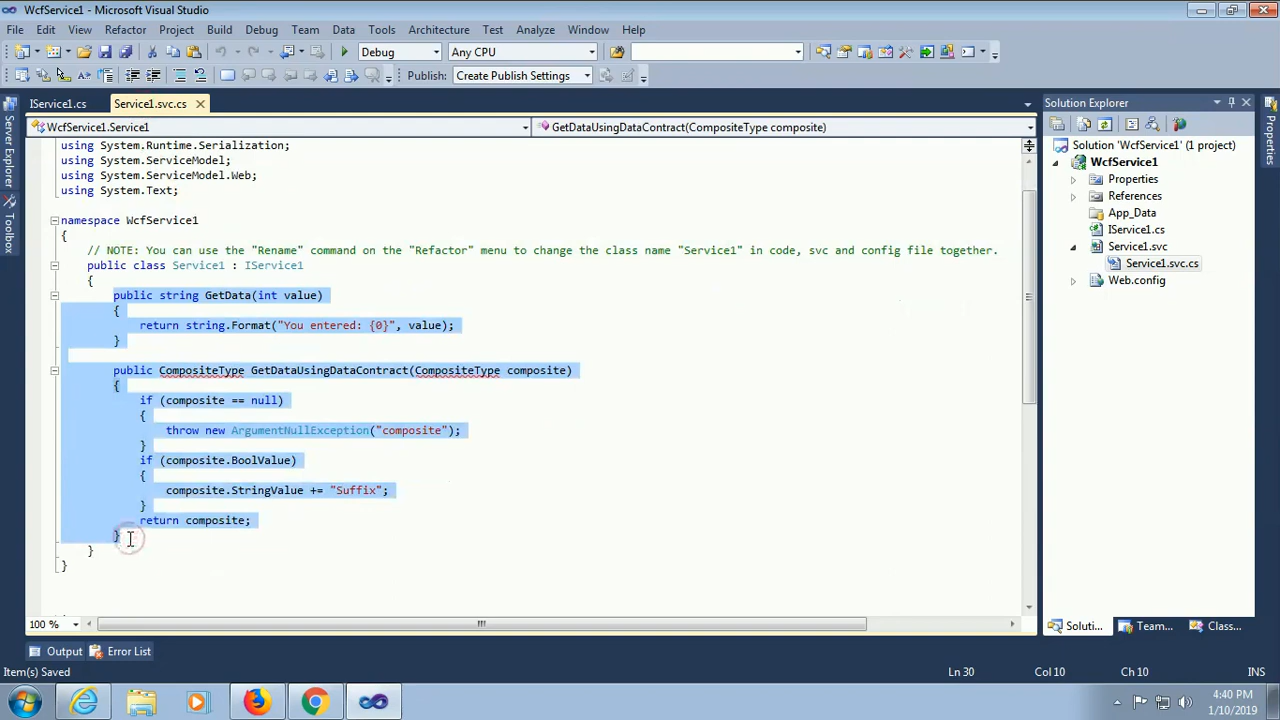 WcfService1 - Microsoft Visual Studio
File Edit View Refactor Project Build Debug Team Data Tools Architecture Test Analyze Window Help
Debug Any CPU
Publish: Create Publish Settings
IService1.cs Service1.svc.cs
WcfService1.Service1 GetDataUsingDataContract(CompositeType composite)
using System.Runtime.Serialization;
using System.ServiceModel;
using System.ServiceModel.Web;
using System.Text;
namespace WcfService1
{
// NOTE: You can use the "Rename" command on the "Refactor" menu to change the class name "Service1" in code, svc and config file together.
public class Service1 : IService1
{
public string GetData(int value)
{
return string.Format("You entered: {0}", value);
}
public CompositeType GetDataUsingDataContract(CompositeType composite)
{
if (composite == null)
{
throw new ArgumentNullException("composite");
}
if (composite.BoolValue)
{
composite.StringValue += "Suffix";
}
return composite;
}
}
}
100 %
Server Explorer
Toolbox
Solution Explorer
Solution 'WcfService1' (1 project)
WcfService1
Properties
References
App_Data
IService1.cs
Service1.svc
Service1.svc.cs
Web.config
Soluti... Team... Class...
Properties
Output Error List
Item(s) Saved Ln 30 Col 10 Ch 10 INS
4:40 PM
1/10/2019